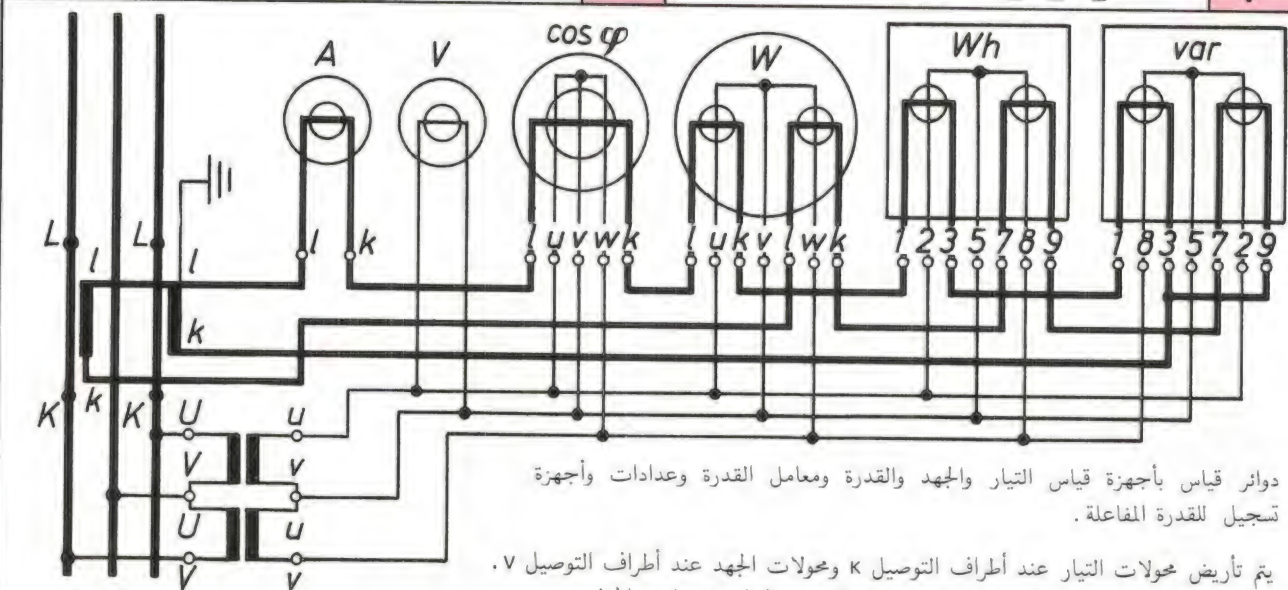 A V cos φ W Wh var
L L l l l k l u v w k l u k v l w k 1 2 3 5 7 8 9 1 8 3 5 7 2 9
k
K k K U u
V v
U u
V v
دوائر قياس بأجهزة قياس التيار والجهد والقدرة ومعامل القدرة وعدادات وأجهزة
تسجيل للقدرة المفاعلة .
يتم تأريض محولات التيار عند أطراف التوصيل K ومحولات الجهد عند أطراف التوصيل V .